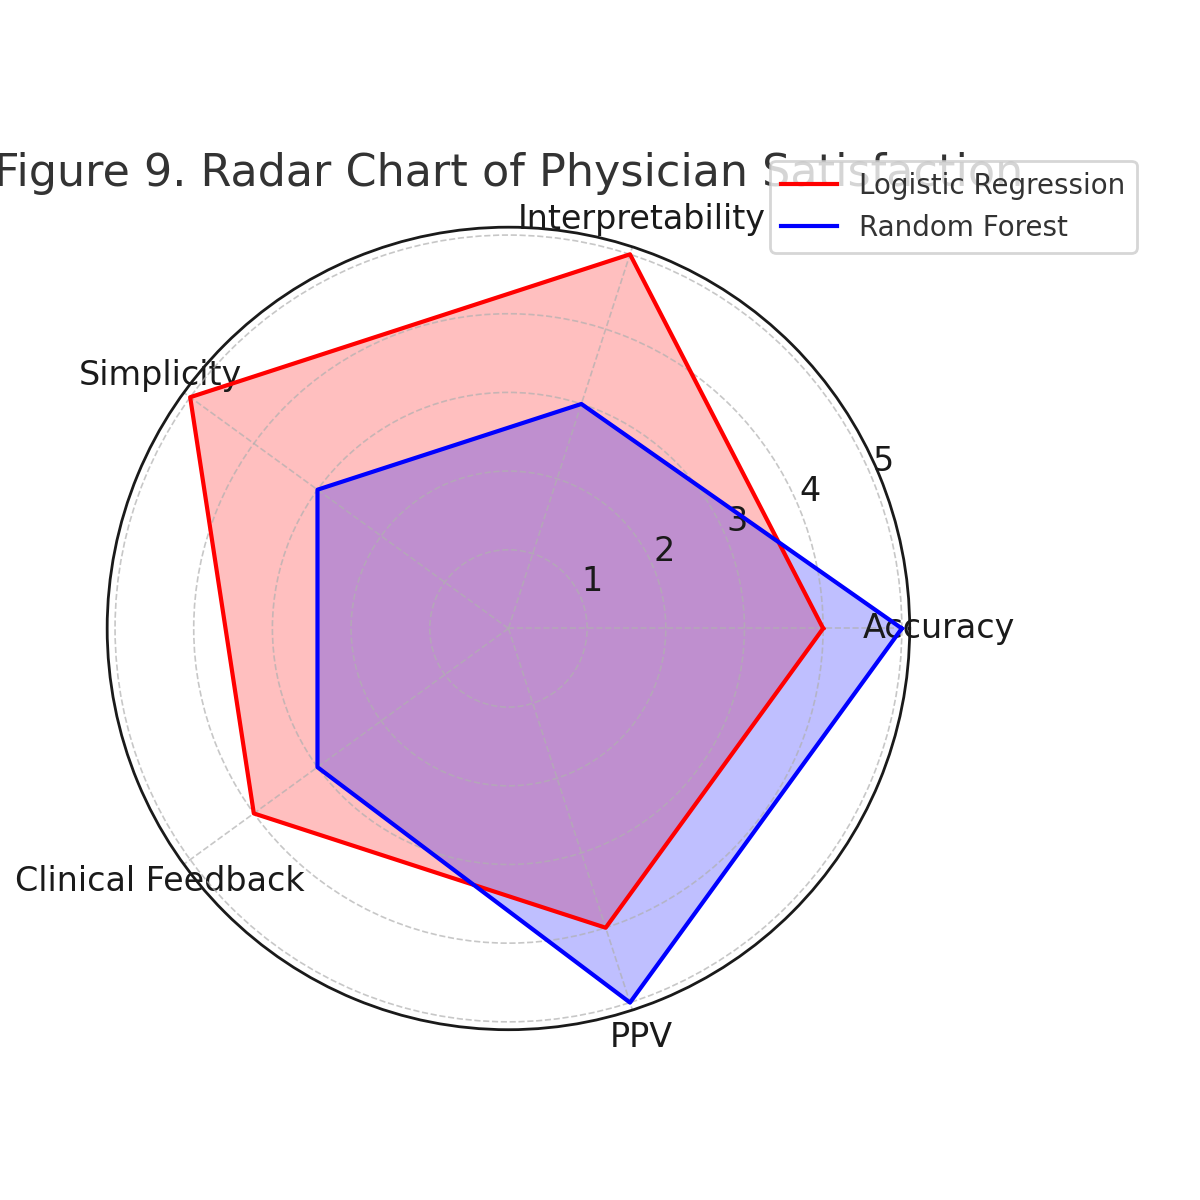 Figure 9. Radar Chart of Physician Satisfaction
Logistic Regression
Random Forest
Interpretability
Simplicity
5
4
3
2
1
Accuracy
Clinical Feedback
PPV